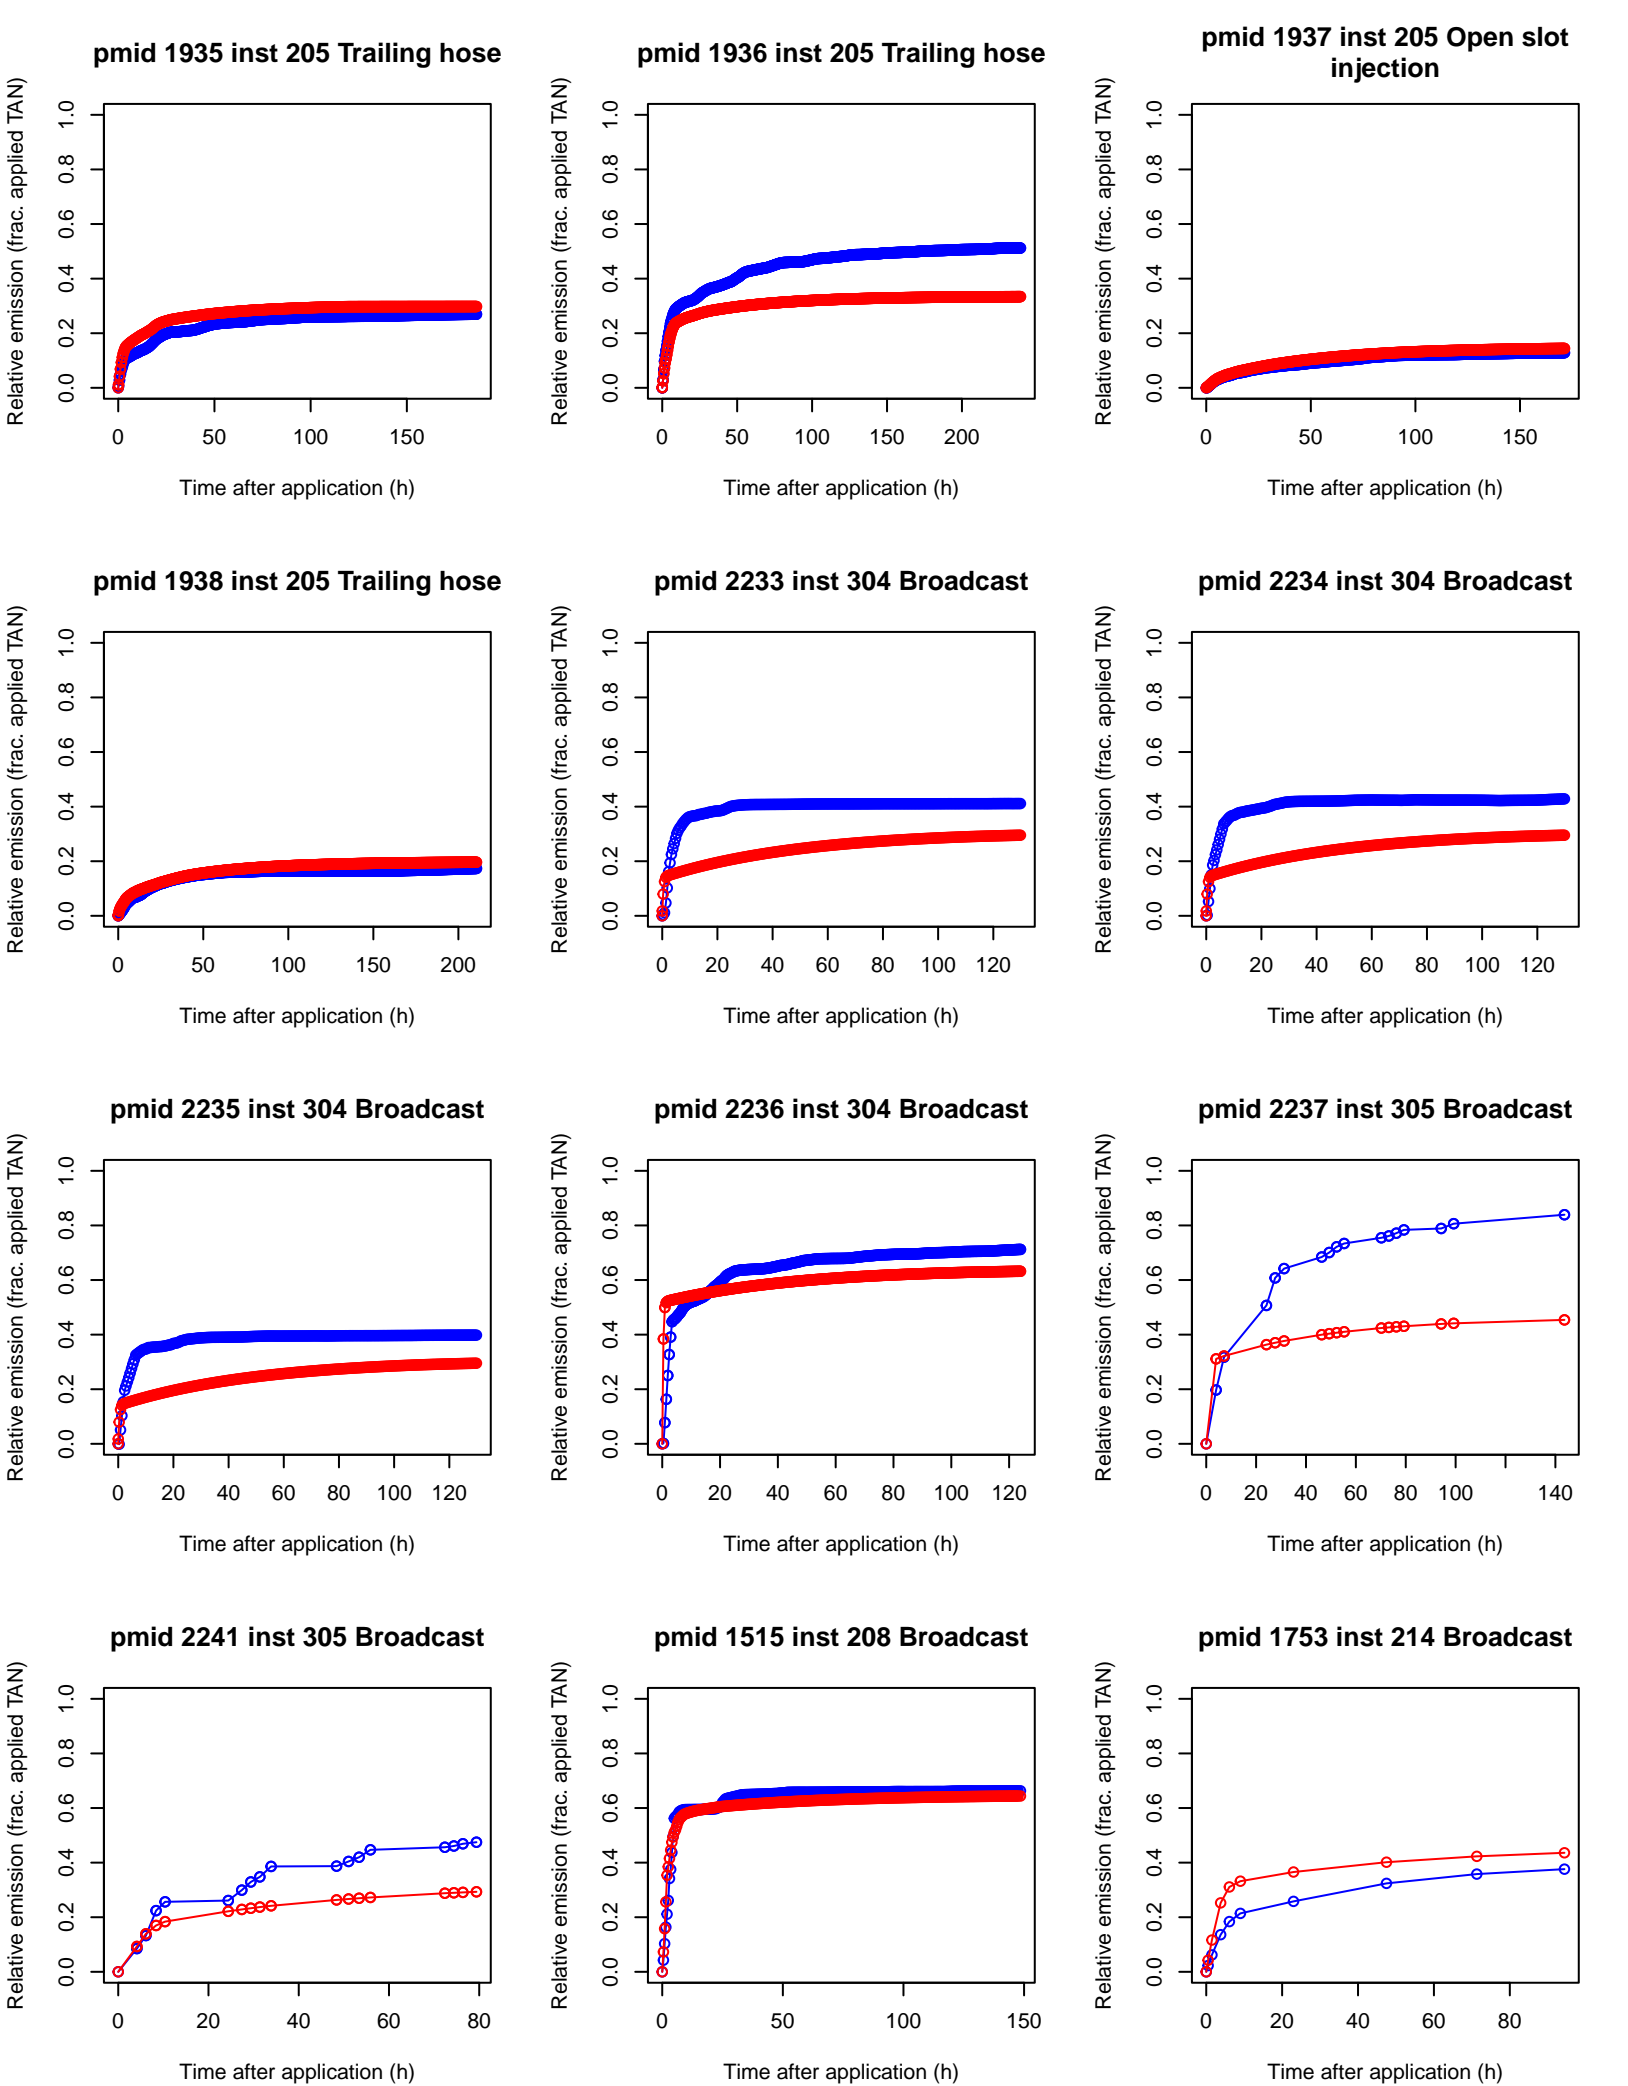 pmid 1935 inst 205 Trailing hose
Relative emission (frac. applied TAN)
0.0 0.2 0.4 0.6 0.8 1.0
0 50 100 150
Time after application (h)
pmid 1936 inst 205 Trailing hose
Relative emission (frac. applied TAN)
0.0 0.2 0.4 0.6 0.8 1.0
0 50 100 150 200
Time after application (h)
pmid 1937 inst 205 Open slot
injection
Relative emission (frac. applied TAN)
0.0 0.2 0.4 0.6 0.8 1.0
0 50 100 150
Time after application (h)
pmid 1938 inst 205 Trailing hose
Relative emission (frac. applied TAN)
0.0 0.2 0.4 0.6 0.8 1.0
0 50 100 150 200
Time after application (h)
pmid 2233 inst 304 Broadcast
Relative emission (frac. applied TAN)
0.0 0.2 0.4 0.6 0.8 1.0
0 20 40 60 80 100 120
Time after application (h)
pmid 2234 inst 304 Broadcast
Relative emission (frac. applied TAN)
0.0 0.2 0.4 0.6 0.8 1.0
0 20 40 60 80 100 120
Time after application (h)
pmid 2235 inst 304 Broadcast
Relative emission (frac. applied TAN)
0.0 0.2 0.4 0.6 0.8 1.0
0 20 40 60 80 100 120
Time after application (h)
pmid 2236 inst 304 Broadcast
Relative emission (frac. applied TAN)
0.0 0.2 0.4 0.6 0.8 1.0
0 20 40 60 80 100 120
Time after application (h)
pmid 2237 inst 305 Broadcast
Relative emission (frac. applied TAN)
0.0 0.2 0.4 0.6 0.8 1.0
0 20 40 60 80 100 140
Time after application (h)
pmid 2241 inst 305 Broadcast
Relative emission (frac. applied TAN)
0.0 0.2 0.4 0.6 0.8 1.0
0 20 40 60 80
Time after application (h)
pmid 1515 inst 208 Broadcast
Relative emission (frac. applied TAN)
0.0 0.2 0.4 0.6 0.8 1.0
0 50 100 150
Time after application (h)
pmid 1753 inst 214 Broadcast
Relative emission (frac. applied TAN)
0.0 0.2 0.4 0.6 0.8 1.0
0 20 40 60 80
Time after application (h)